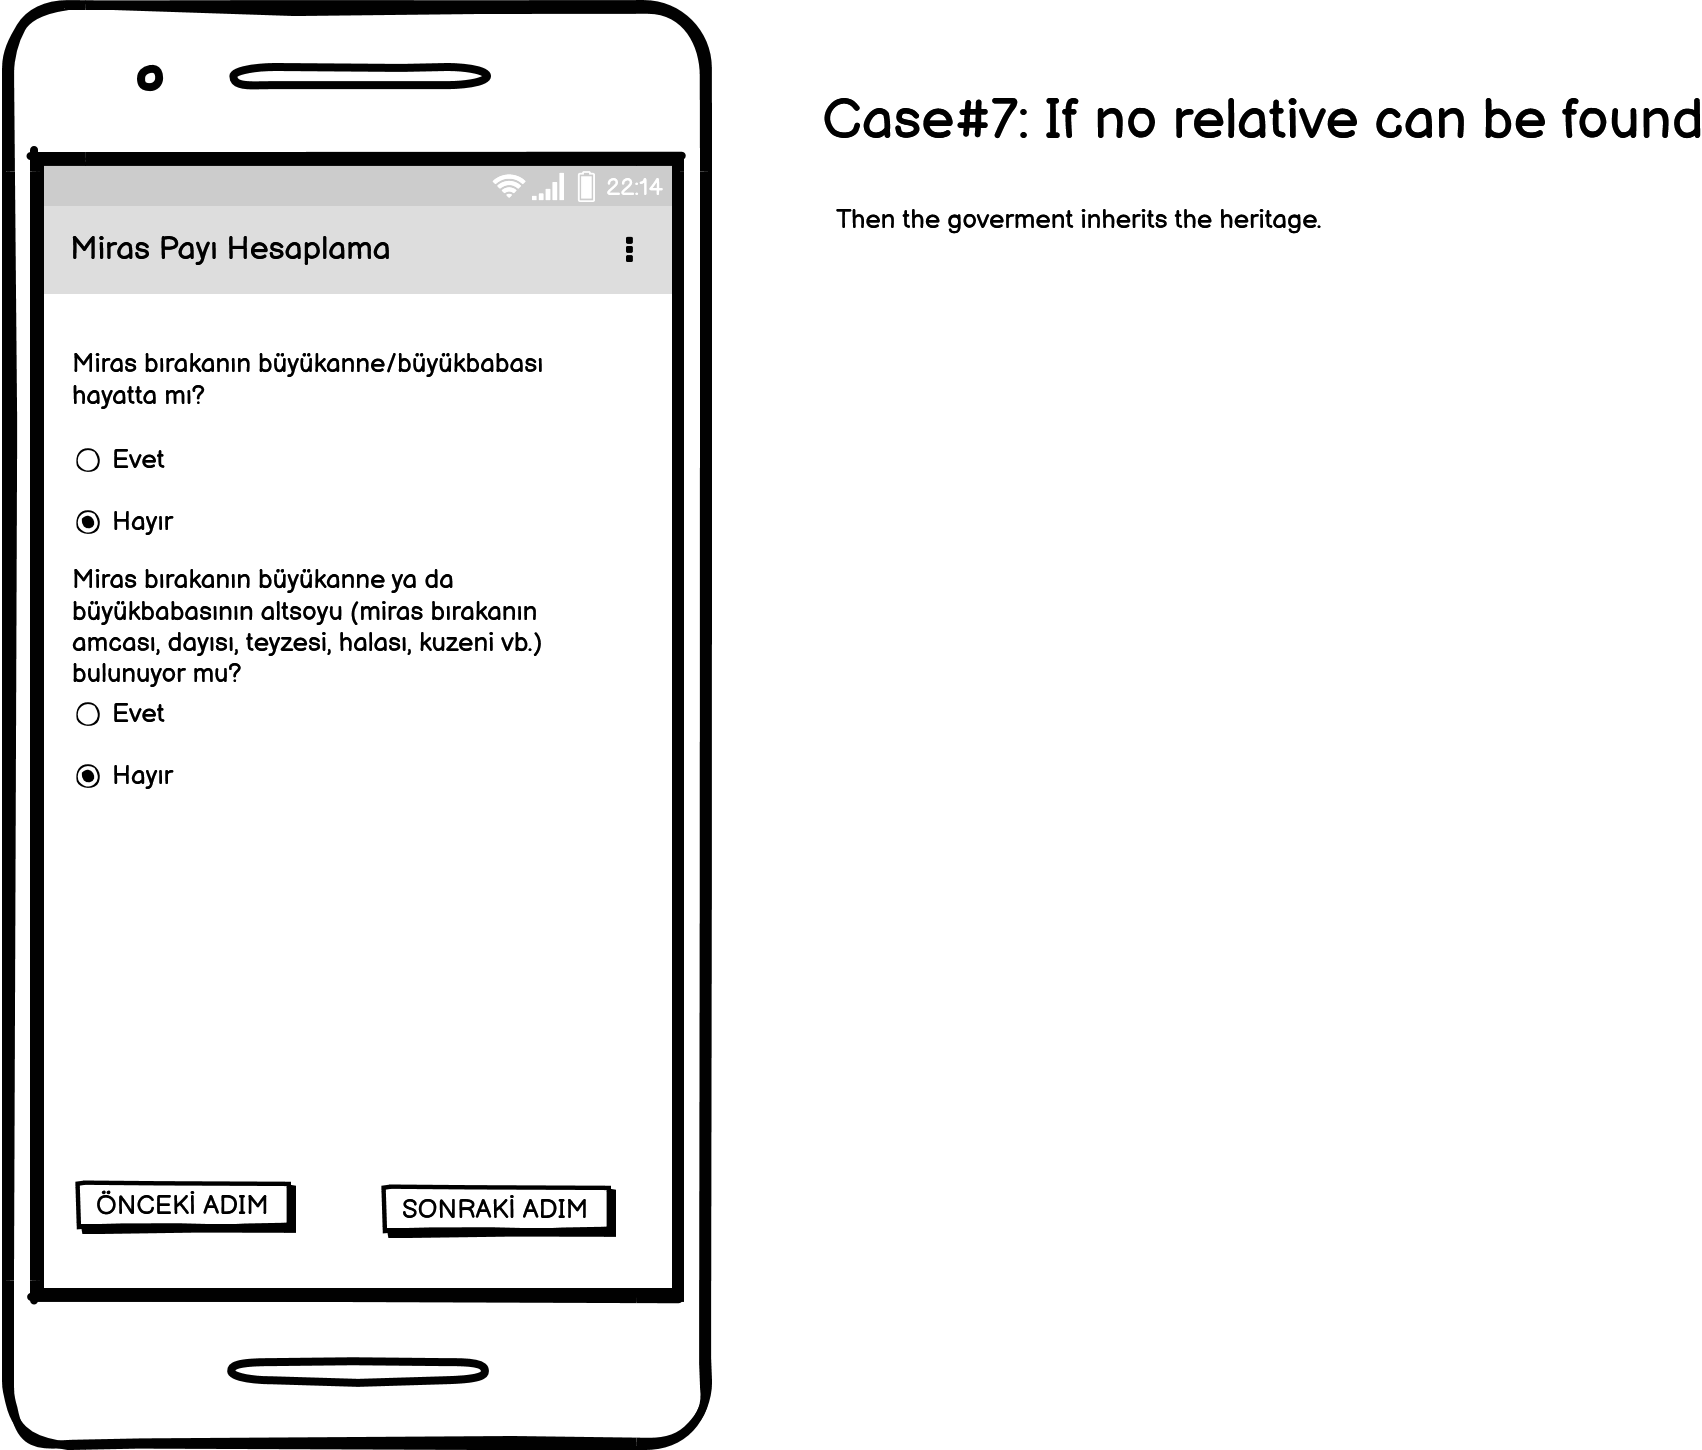 22:14
Miras Payı Hesaplama
Miras bırakanın büyükanne/büyükbabası
hayatta mı?
Evet
Hayır
Miras bırakanın büyükanne ya da
büyükbabasının altsoyu (miras bırakanın
amcası, dayısı, teyzesi, halası, kuzeni vb.)
bulunuyor mu?
Evet
Hayır
ÖNCEKİ ADIM
SONRAKİ ADIM
Case#7: If no relative can be found
Then the goverment inherits the heritage.